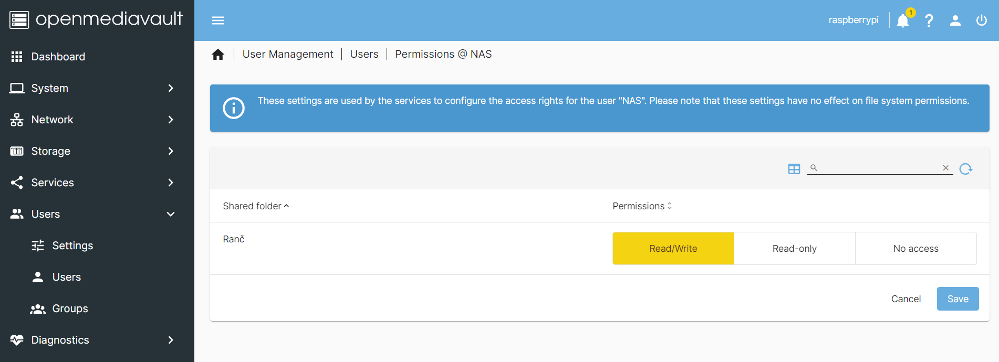 openmediavault
raspberrypi
1
Dashboard
System
Network
Storage
Services
Users
Settings
Users
Groups
Diagnostics
User Management | Users | Permissions @ NAS
These settings are used by the services to configure the access rights for the user "NAS". Please note that these settings have no effect on file system permissions.
Shared folder Permissions
Ranč Read/Write Read-only No access
Cancel Save